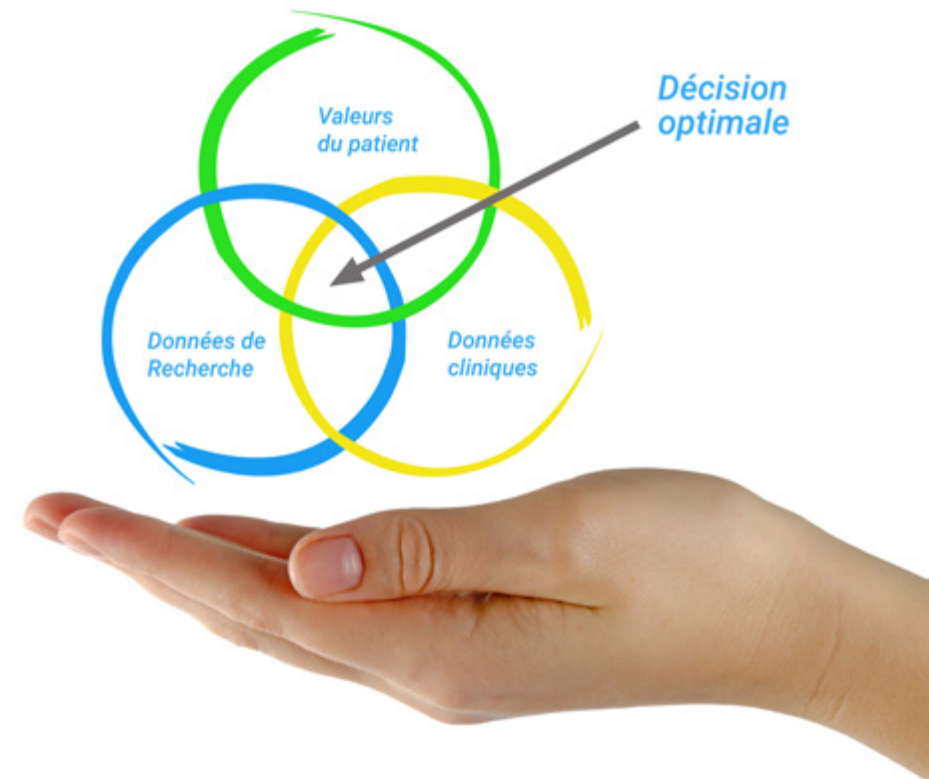 Valeurs
du patient
Décision
optimale
Données de
Recherche
Données
cliniques